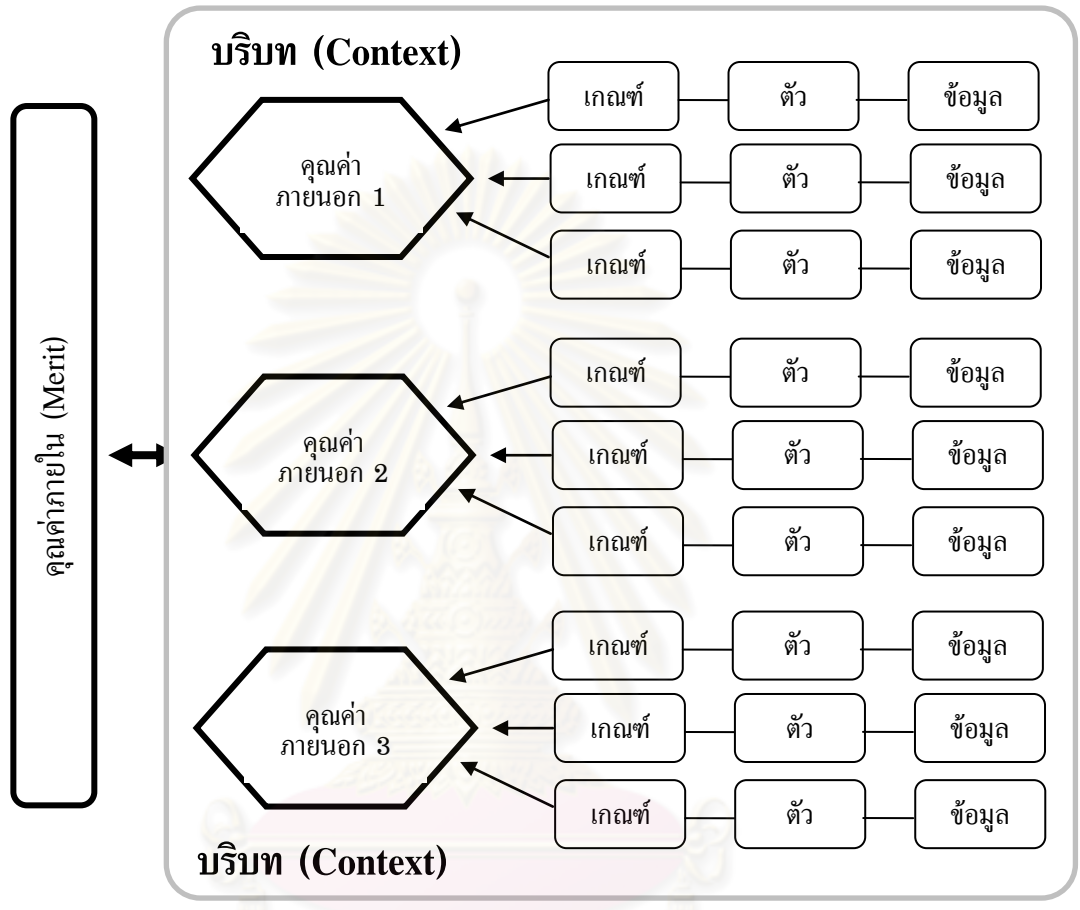 บริบท (Context)
เกณฑ์ ตัว ข้อมูล
คุณค่า
ภายนอก 1
เกณฑ์ ตัว ข้อมูล
เกณฑ์ ตัว ข้อมูล
คุณค่าภายใน (Merit)
เกณฑ์ ตัว ข้อมูล
คุณค่า
ภายนอก 2
เกณฑ์ ตัว ข้อมูล
เกณฑ์ ตัว ข้อมูล
เกณฑ์ ตัว ข้อมูล
คุณค่า
ภายนอก 3
เกณฑ์ ตัว ข้อมูล
เกณฑ์ ตัว ข้อมูล
บริบท (Context)